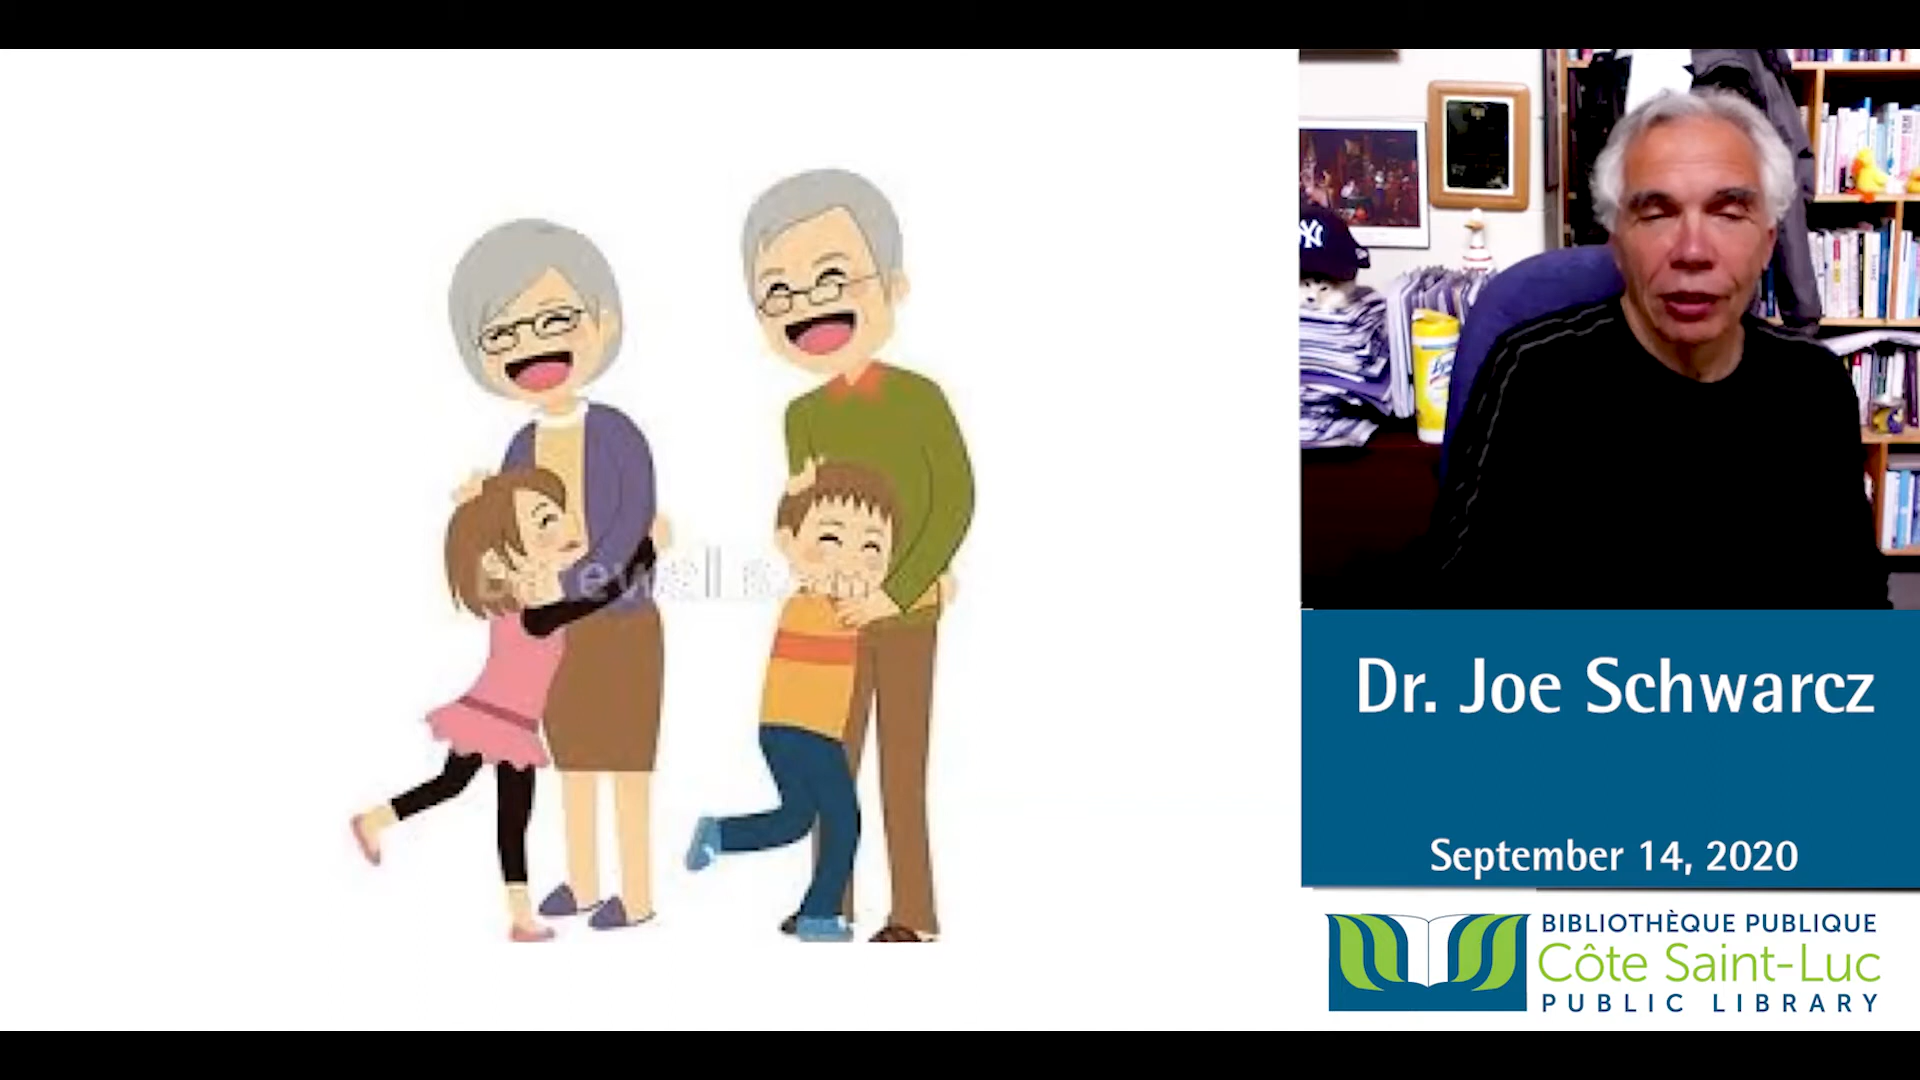 Dr. Joe Schwarcz
September 14, 2020
BIBLIOTHÈQUE PUBLIQUE
Côte Saint-Luc
PUBLIC LIBRARY